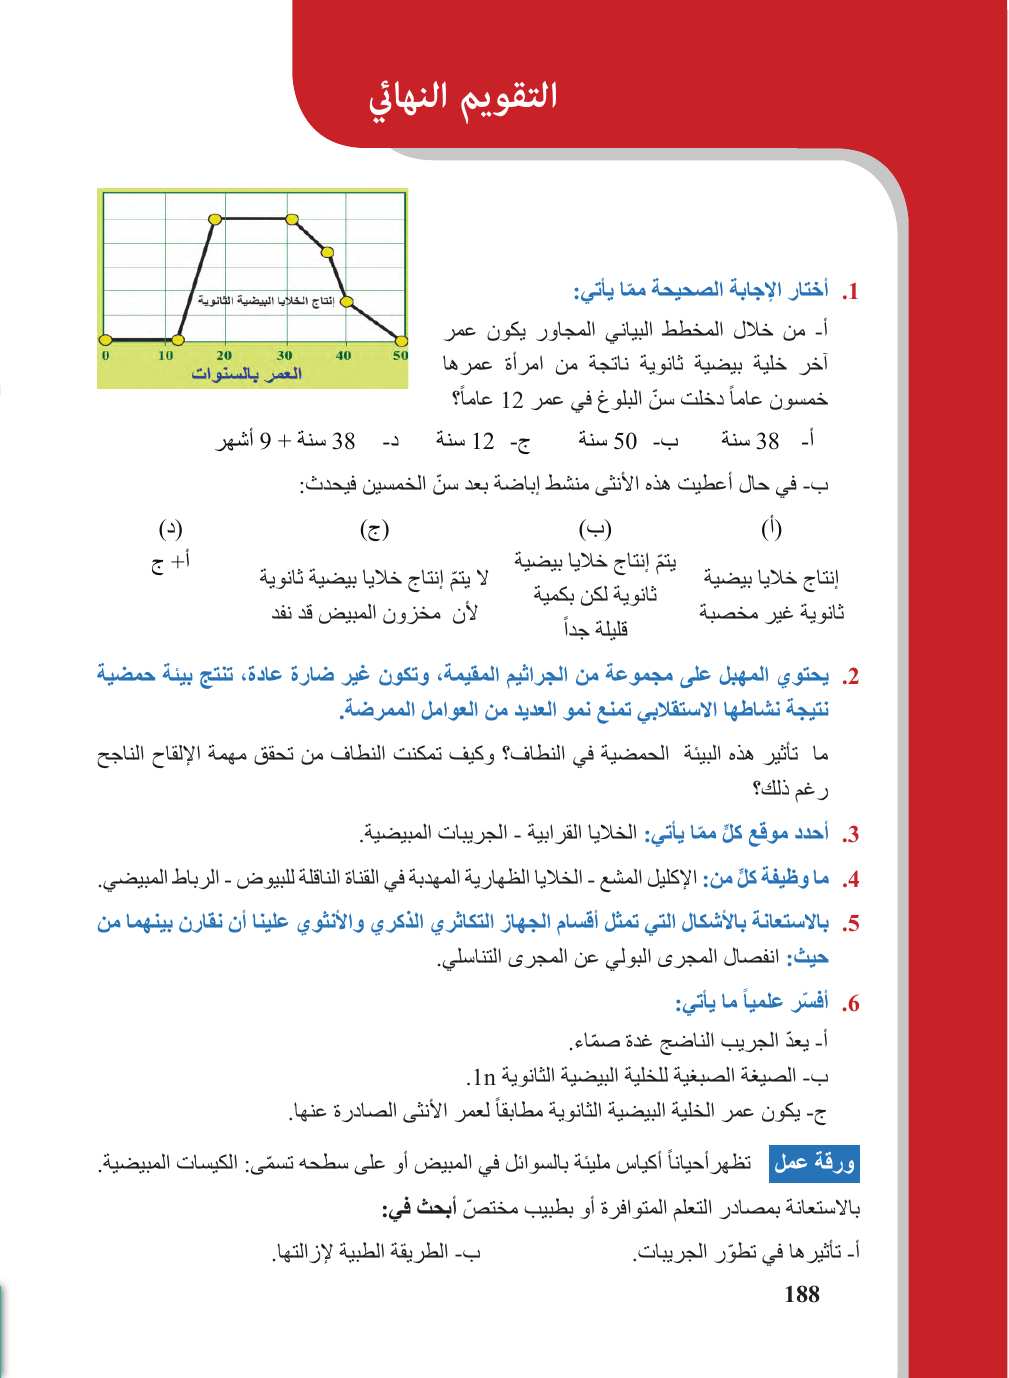 التقويم النهائي
إنتاج الخلايا البيضية الثانوية
0 10 20 30 40 50
العمر بالسنوات
1. أختار الإجابة الصحيحة ممّا يأتي:
أ- من خلال المخطط البياني المجاور يكون عمر
آخر خلية بيضية ثانوية ناتجة من امرأة عمرها
خمسون عاماً دخلت سنّ البلوغ في عمر 12 عاماً؟
أ- 38 سنة ب- 50 سنة ج- 12 سنة د- 38 سنة + 9 أشهر
ب- في حال أعطيت هذه الأنثى منشط إباضة بعد سنّ الخمسين فيحدث:
(أ) (ب) (ج) (د)
إنتاج خلايا بيضية
ثانوية غير مخصبة
يتمّ إنتاج خلايا بيضية
ثانوية لكن بكمية
قليلة جداً
لا يتمّ إنتاج خلايا بيضية ثانوية
لأن مخزون المبيض قد نفد
أ+ ج
2. يحتوي المهبل على مجموعة من الجراثيم المقيمة، وتكون غير ضارة عادة، تنتج بيئة حمضية
نتيجة نشاطها الاستقلابي تمنع نمو العديد من العوامل الممرضة.
ما تأثير هذه البيئة الحمضية في النطاف؟ وكيف تمكنت النطاف من تحقق مهمة الإلقاح الناجح
رغم ذلك؟
3. أحدد موقع كلٍّ ممّا يأتي: الخلايا القرابية - الجريبات المبيضية.
4. ما وظيفة كلٍّ من: الإكليل المشع - الخلايا الظهارية المهدبة في القناة الناقلة للبيوض - الرباط المبيضي.
5. بالاستعانة بالأشكال التي تمثل أقسام الجهاز التكاثري الذكري والأنثوي علينا أن نقارن بينهما من
حيث: انفصال المجرى البولي عن المجرى التناسلي.
6. أفسّر علمياً ما يأتي:
أ- يعدّ الجريب الناضج غدة صمّاء.
ب- الصيغة الصبغية للخلية البيضية الثانوية 1n.
ج- يكون عمر الخلية البيضية الثانوية مطابقاً لعمر الأنثى الصادرة عنها.
ورقة عمل تظهر أحياناً أكياس مليئة بالسوائل في المبيض أو على سطحه تسمّى: الكيسات المبيضية.
بالاستعانة بمصادر التعلم المتوافرة أو بطبيب مختصّ أبحث في:
أ- تأثيرها في تطوّر الجريبات. ب- الطريقة الطبية لإزالتها.
188